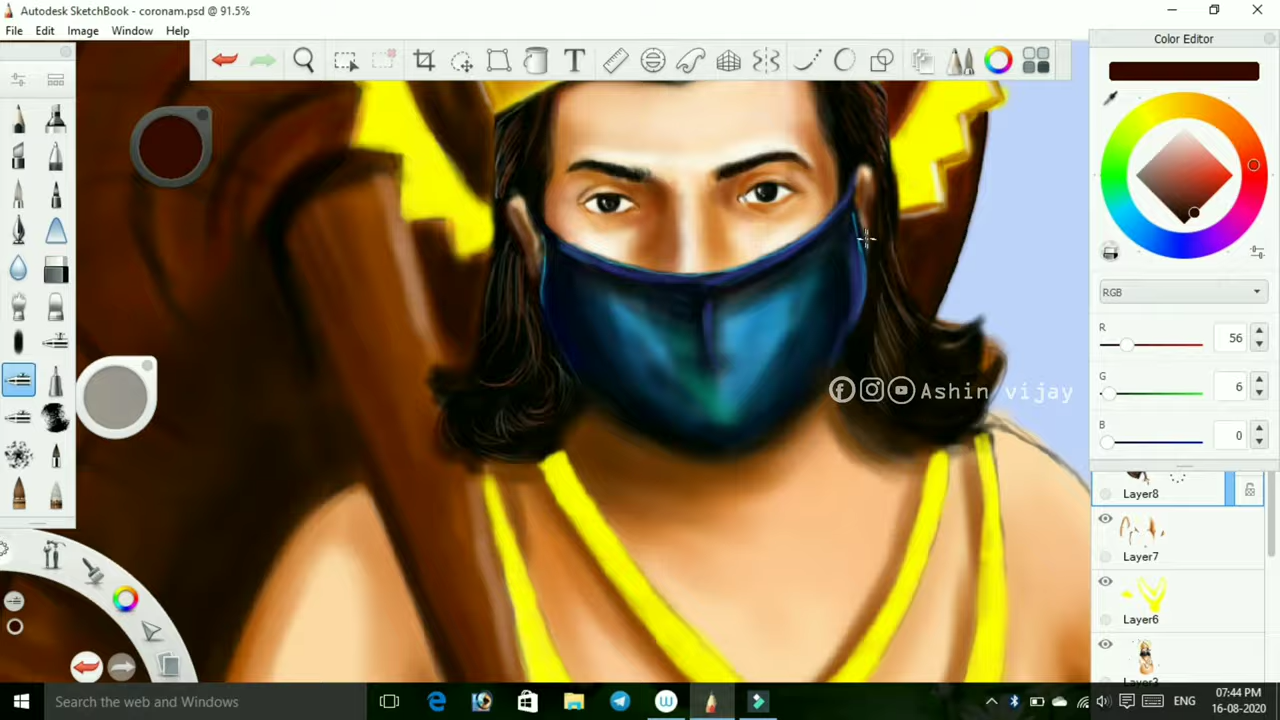 Autodesk SketchBook - coronam.psd @ 91.5%
File Edit Image Window Help
T
Color Editor
RGB
R 56
G 6
B 0
Ashin vijay
Layer8
Layer7
Layer6
Search the web and Windows
ENG
07:44 PM
16-08-2020